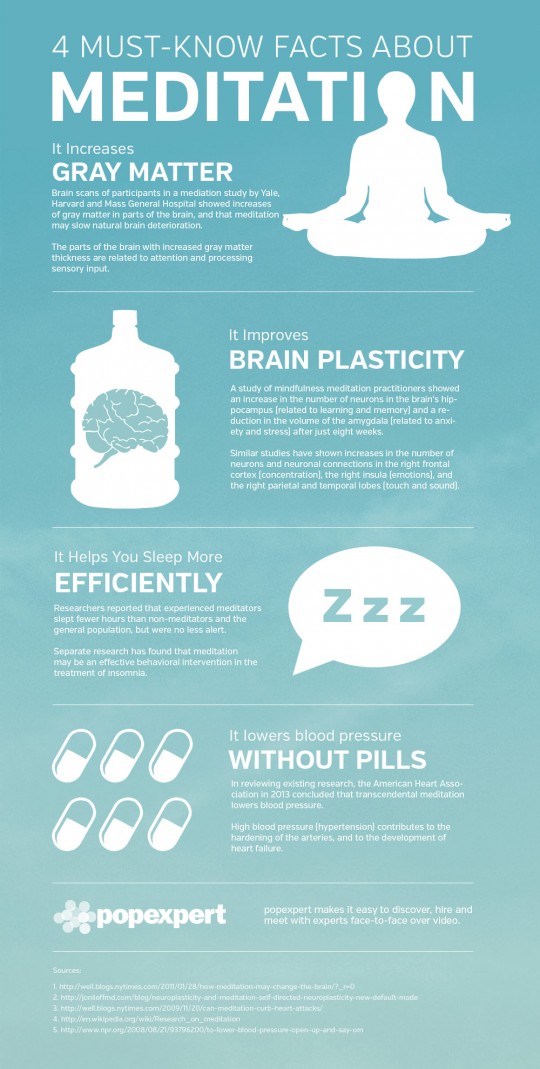 4 MUST-KNOW FACTS ABOUT
MEDITATION
It Increases
GRAY MATTER
Brain scans of participants in a mediation study by Yale,
Harvard and Mass General Hospital showed increases
of gray matter in parts of the brain, and that meditation
may slow natural brain deterioration.
The parts of the brain with increased gray matter
thickness are related to attention and processing
sensory input.
It Improves
BRAIN PLASTICITY
A study of mindfulness meditation practitioners showed
an increase in the number of neurons in the brain's hip-
pocampus [related to learning and memory] and a re-
duction in the volume of the amygdala [related to anxi-
ety and stress] after just eight weeks.
Similar studies have shown increases in the number of
neurons and neuronal connections in the right frontal
cortex [concentration], the right insula [emotions], and
the right parietal and temporal lobes [touch and sound].
It Helps You Sleep More
EFFICIENTLY
Researchers reported that experienced meditators
slept fewer hours than non-meditators and the
general population, but were no less alert.
Separate research has found that meditation
may be an effective behavioral intervention in the
treatment of insomnia.
Z z z
It lowers blood pressure
WITHOUT PILLS
In reviewing existing research, the American Heart Asso-
ciation in 2013 concluded that transcendental meditation
lowers blood pressure.
High blood pressure [hypertension] contributes to the
hardening of the arteries, and to the development of
heart failure.
popexpert
popexpert makes it easy to discover, hire and
meet with experts face-to-face over video.
Sources:
1. http://well.blogs.nytimes.com/2011/01/28/how-meditation-may-change-the-brain/?_r=0
2. http://jonlieffmd.com/blog/neuroplasticity-and-meditation-self-directed-neuroplasticity-new-default-mode
3. http://well.blogs.nytimes.com/2009/11/20/can-meditation-curb-heart-attacks/
4. http://en.wikipedia.org/wiki/Research_on_meditation
5. http://www.npr.org/2008/08/21/93796200/to-lower-blood-pressure-open-up-and-say-om